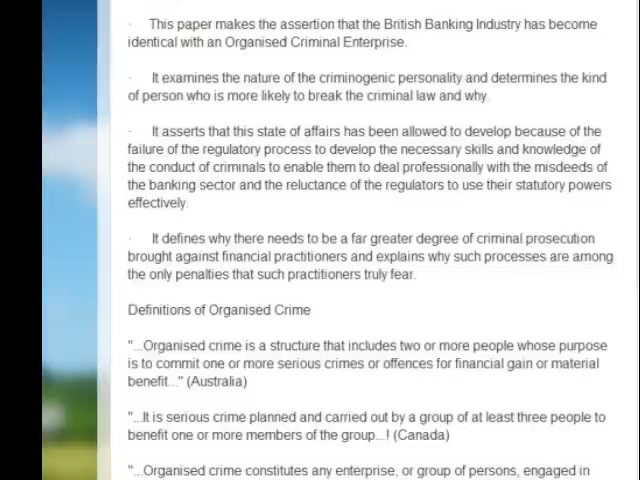 · This paper makes the assertion that the British Banking Industry has become
identical with an Organised Criminal Enterprise.
· It examines the nature of the criminogenic personality and determines the kind
of person who is more likely to break the criminal law and why.
· It asserts that this state of affairs has been allowed to develop because of the
failure of the regulatory process to develop the necessary skills and knowledge of
the conduct of criminals to enable them to deal professionally with the misdeeds of
the banking sector and the reluctance of the regulators to use their statutory powers
effectively.
· It defines why there needs to be a far greater degree of criminal prosecution
brought against financial practitioners and explains why such processes are among
the only penalties that such practitioners truly fear.
Definitions of Organised Crime
"...Organised crime is a structure that includes two or more people whose purpose
is to commit one or more serious crimes or offences for financial gain or material
benefit..." (Australia)
"...It is serious crime planned and carried out by a group of at least three people to
benefit one or more members of the group...! (Canada)
"...Organised crime constitutes any enterprise, or group of persons, engaged in